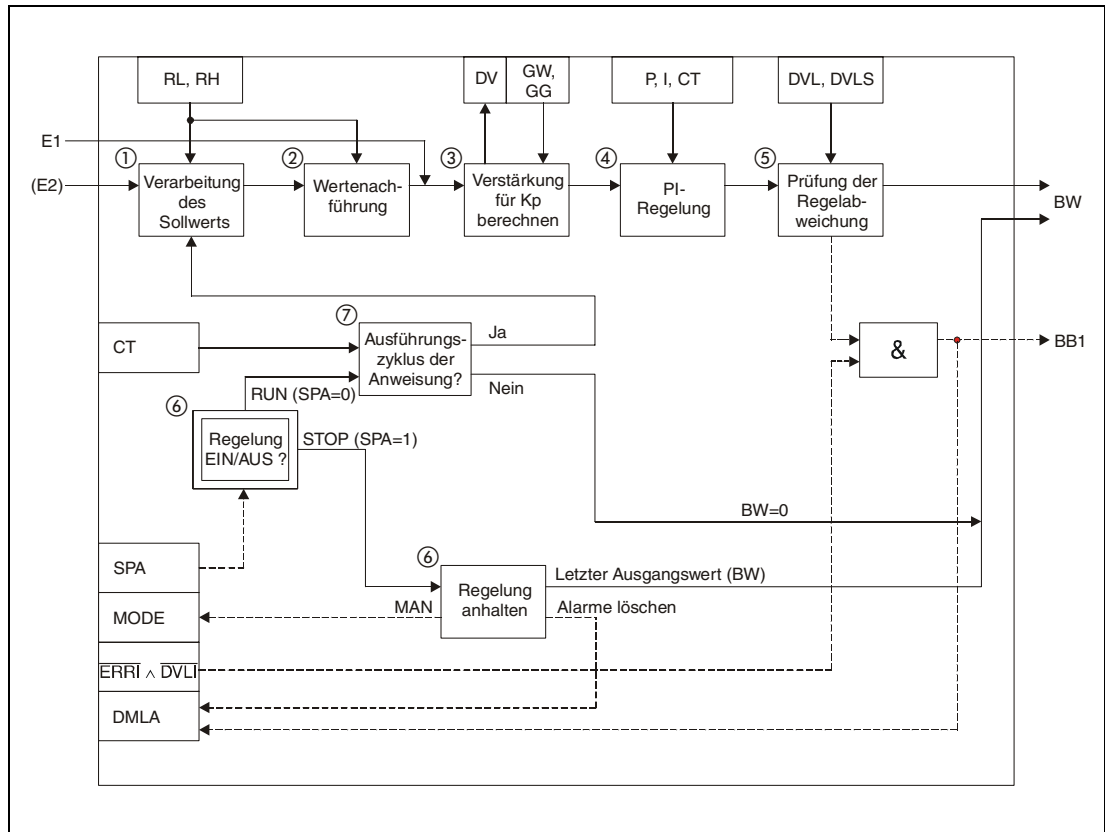 RL, RH
DV
GW,
GG
P, I, CT
DVL, DVLS
E1
(E2)
①
Verarbeitung
des
Sollwerts
②
Wertenach-
führung
③
Verstärkung
für Kp
berechnen
④
PI-
Regelung
⑤
Prüfung der
Regelab-
weichung
BW
CT
⑦
Ausführungs-
zyklus der
Anweisung?
Ja
Nein
&
BB1
RUN (SPA=0)
⑥
Regelung
EIN/AUS ?
STOP (SPA=1)
BW=0
SPA
MODE
E̅R̅R̅I̅ ∧ D̅V̅L̅I̅
DMLA
⑥
Regelung
anhalten
MAN
Letzter Ausgangswert (BW)
Alarme löschen